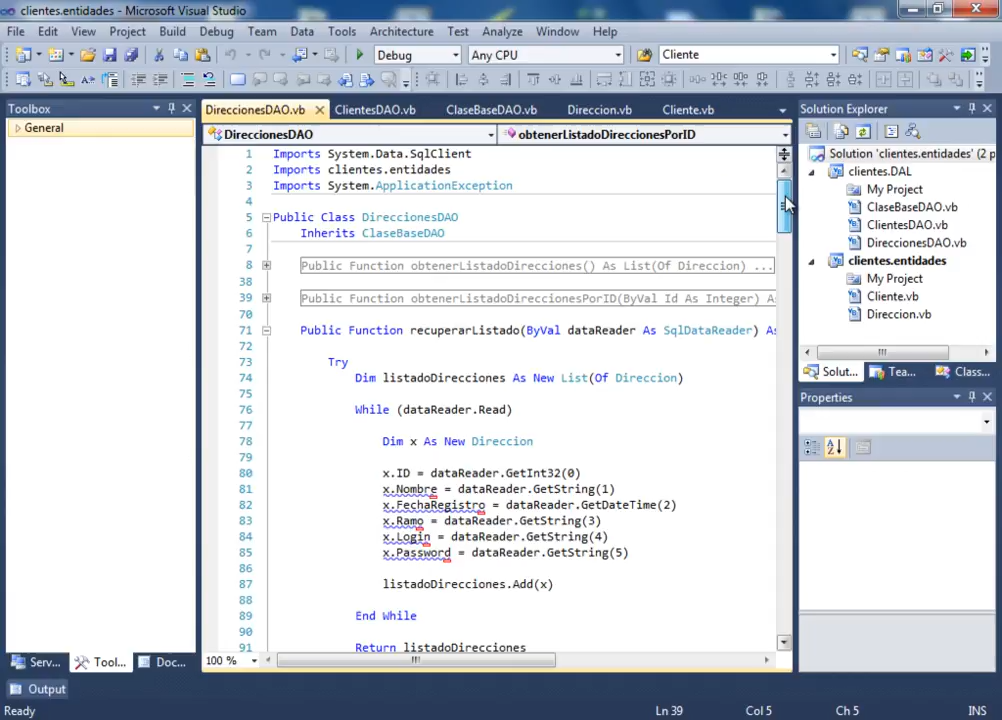 clientes.entidades - Microsoft Visual Studio
File Edit View Project Build Debug Team Data Tools Architecture Test Analyze Window Help
Debug Any CPU Cliente
Toolbox
General
DireccionesDAO.vb ClientesDAO.vb ClaseBaseDAO.vb Direccion.vb Cliente.vb
DireccionesDAO obtenerListadoDireccionesPorID
1 Imports System.Data.SqlClient
2 Imports clientes.entidades
3 Imports System.ApplicationException
4
5 Public Class DireccionesDAO
6 Inherits ClaseBaseDAO
7
8 Public Function obtenerListadoDirecciones() As List(Of Direccion) ...
38
39 Public Function obtenerListadoDireccionesPorID(ByVal Id As Integer) As
70
71 Public Function recuperarListado(ByVal dataReader As SqlDataReader) As
72
73 Try
74 Dim listadoDirecciones As New List(Of Direccion)
75
76 While (dataReader.Read)
77
78 Dim x As New Direccion
79
80 x.ID = dataReader.GetInt32(0)
81 x.Nombre = dataReader.GetString(1)
82 x.FechaRegistro = dataReader.GetDateTime(2)
83 x.Ramo = dataReader.GetString(3)
84 x.Login = dataReader.GetString(4)
85 x.Password = dataReader.GetString(5)
86
87 listadoDirecciones.Add(x)
88
89 End While
90
91 Return listadoDirecciones
100 %
Solution Explorer
Solution 'clientes.entidades' (2 p
clientes.DAL
My Project
ClaseBaseDAO.vb
ClientesDAO.vb
DireccionesDAO.vb
clientes.entidades
My Project
Cliente.vb
Direccion.vb
Solut... Tea... Class...
Properties
Serv... Tool... Doc...
Output
Ready Ln 39 Col 5 Ch 5 INS